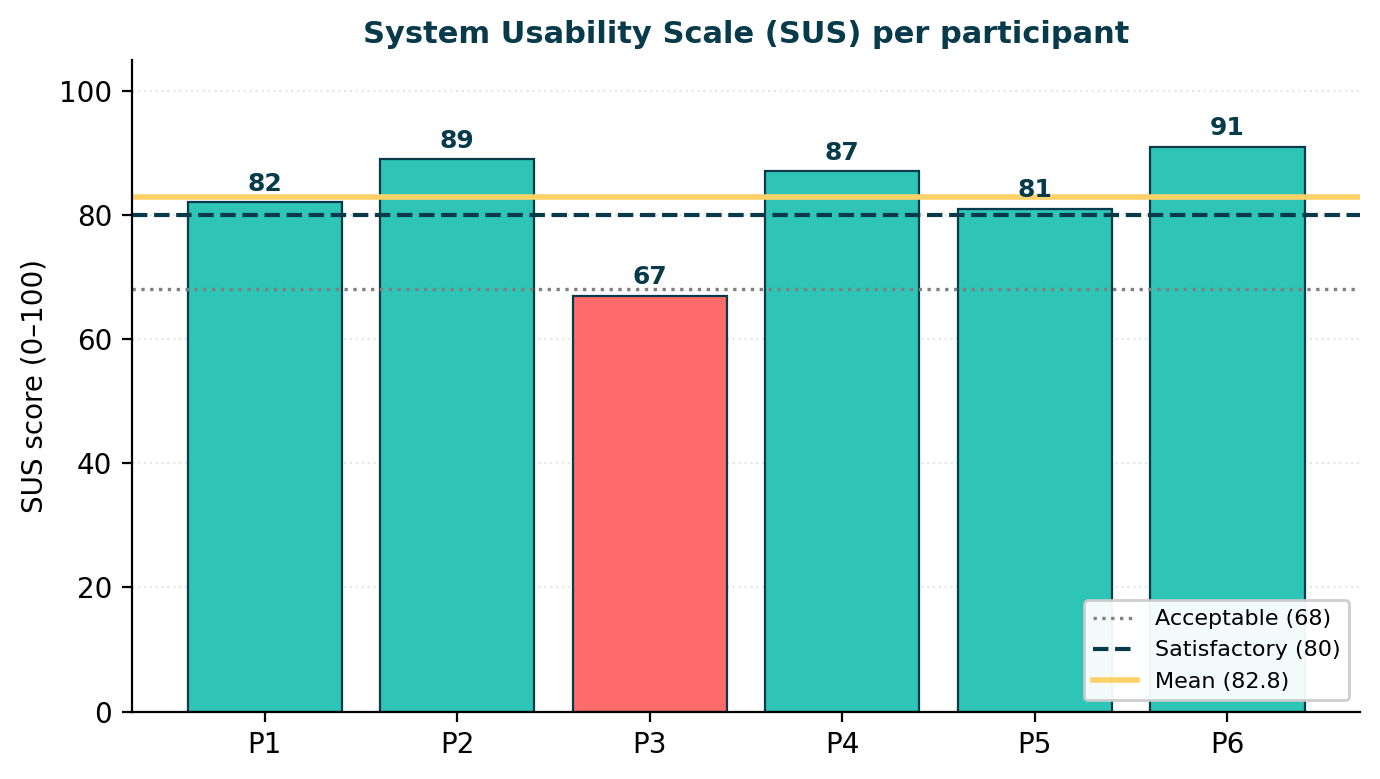 System Usability Scale (SUS) per participant
SUS score (0–100)
100
80
60
40
20
0
82
89
67
87
81
91
P1
P2
P3
P4
P5
P6
Acceptable (68)
Satisfactory (80)
Mean (82.8)